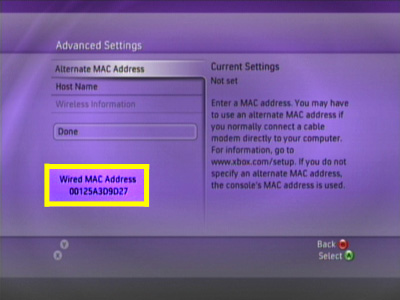 Advanced Settings
Alternate MAC Address
Host Name
Wireless Information
Done
Wired MAC Address
00125A3D9D27
Current Settings
Not set
Enter a MAC address. You may have
to use an alternate MAC address if
you normally connect a cable
modem directly to your computer.
For information, go to
www.xbox.com/setup. If you do not
specify an alternate MAC address,
the console's MAC address is used.
Y
X
Back B
Select A